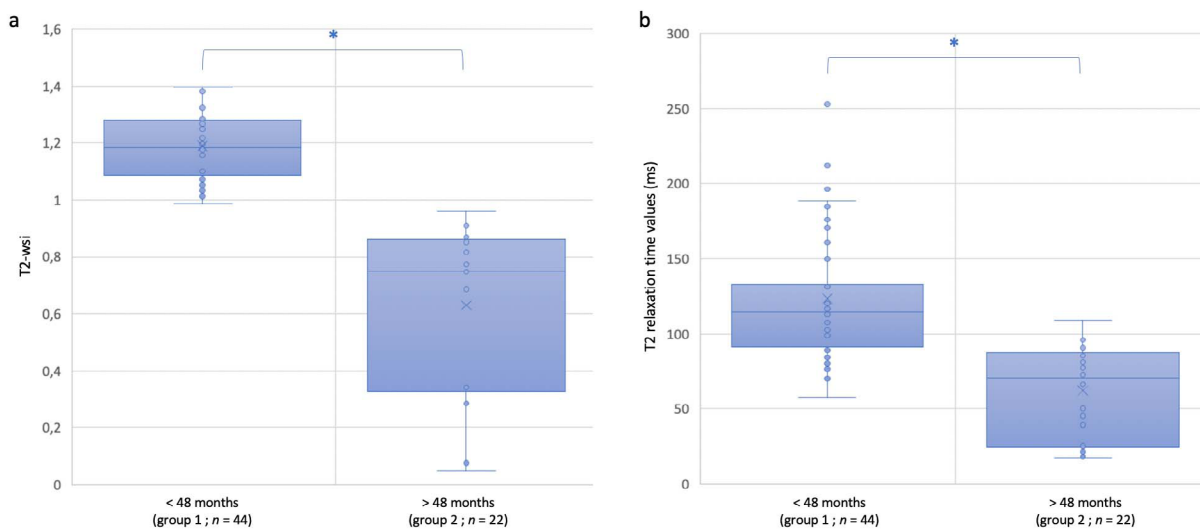 a
*
1,6
1,4
1,2
1
0,8
0,6
0,4
0,2
0
T2-wsi
< 48 months
(group 1 ; n = 44)
> 48 months
(group 2 ; n = 22)
b
*
300
250
200
150
100
50
0
T2 relaxation time values (ms)
< 48 months
(group 1 ; n = 44)
> 48 months
(group 2 ; n = 22)